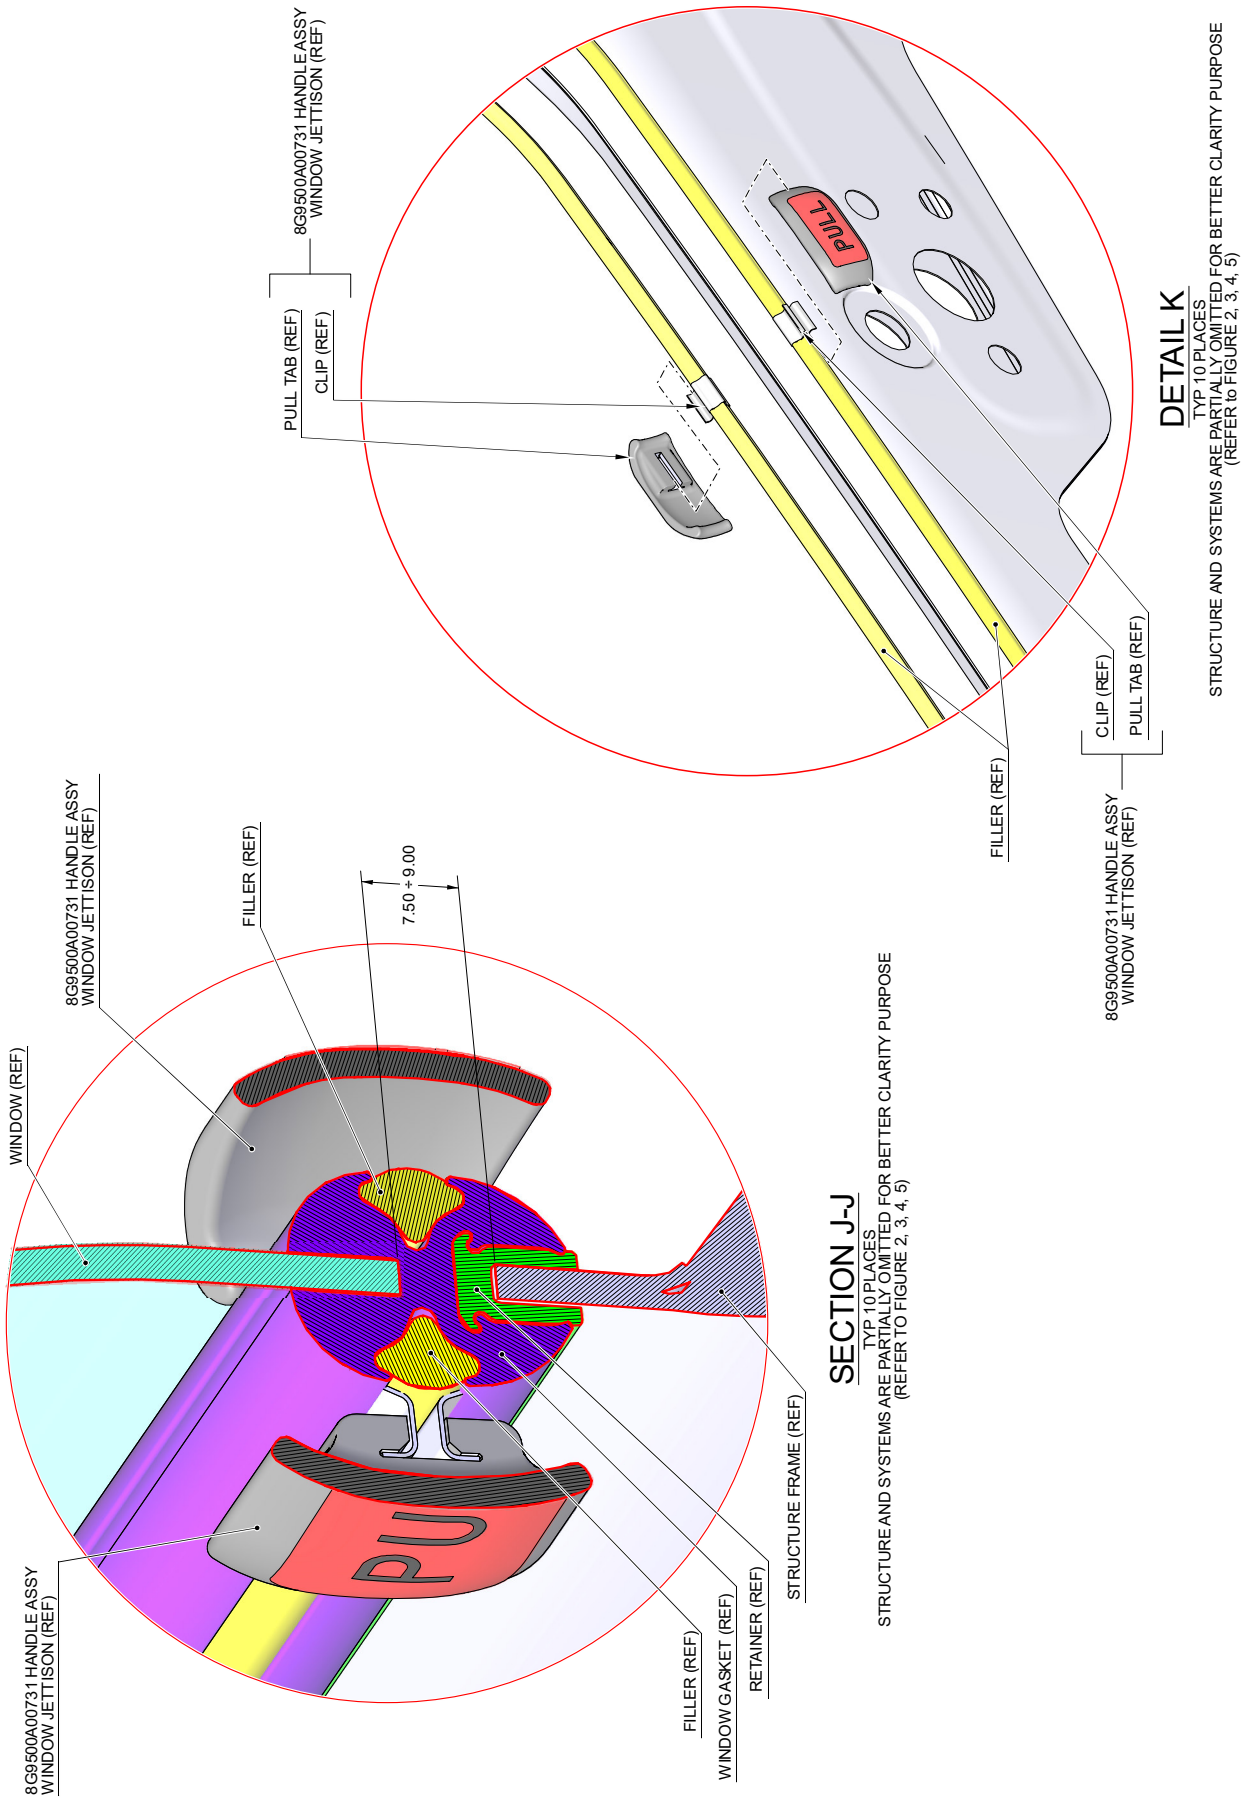 8G9500A00731 HANDLE ASSY
WINDOW JETTISON (REF)
WINDOW (REF)
8G9500A00731 HANDLE ASSY
WINDOW JETTISON (REF)
FILLER (REF)
7.50 ÷ 9.00
PU
FILLER (REF)
WINDOW GASKET (REF)
RETAINER (REF)
STRUCTURE FRAME (REF)
SECTION J-J
TYP 10 PLACES
STRUCTURE AND SYSTEMS ARE PARTIALLY OMITTED FOR BETTER CLARITY PURPOSE
(REFER TO FIGURE 2, 3, 4, 5)
8G9500A00731 HANDLE ASSY
WINDOW JETTISON (REF)
PULL TAB (REF)
CLIP (REF)
PULL
FILLER (REF)
CLIP (REF)
PULL TAB (REF)
8G9500A00731 HANDLE ASSY
WINDOW JETTISON (REF)
DETAIL K
TYP 10 PLACES
STRUCTURE AND SYSTEMS ARE PARTIALLY OMITTED FOR BETTER CLARITY PURPOSE
(REFER to FIGURE 2, 3, 4, 5)